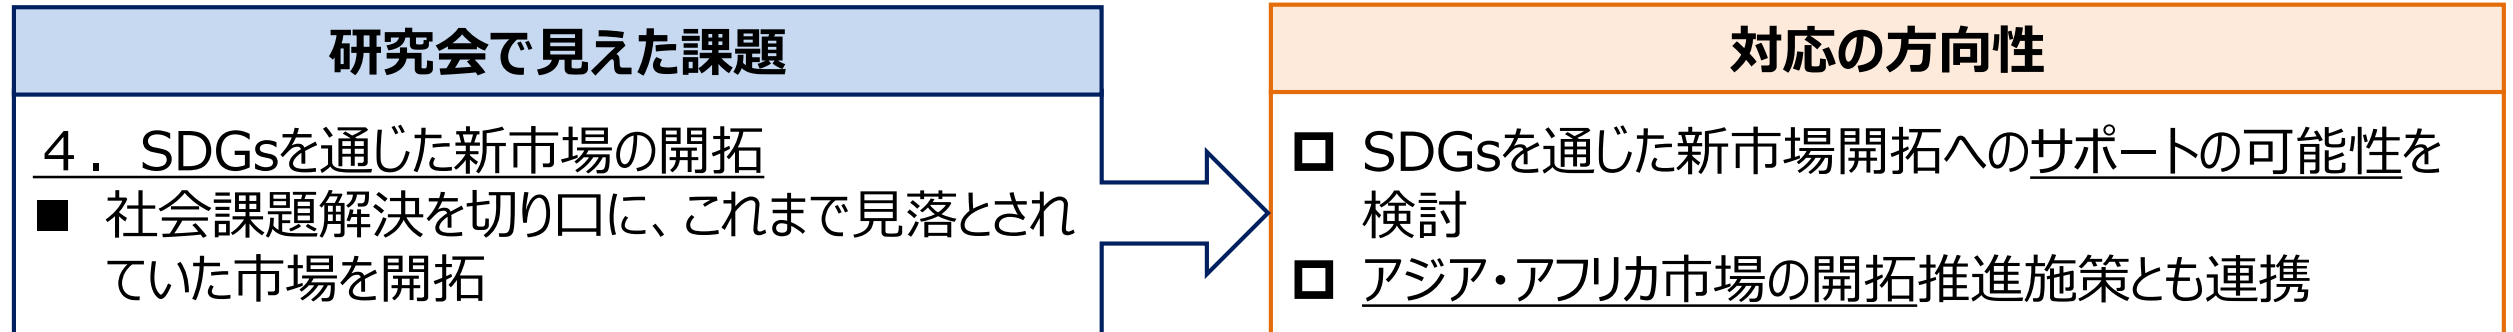 研究会で見えた課題
４．SDGsを通じた新市場の開拓
■ 社会課題解決を切り口に、これまで見落とされ
ていた市場を開拓
対応の方向性
□ SDGsを通じた新市場開拓へのサポートの可能性を
検討
□ アジア・アフリカ市場の開拓推進施策とも連携